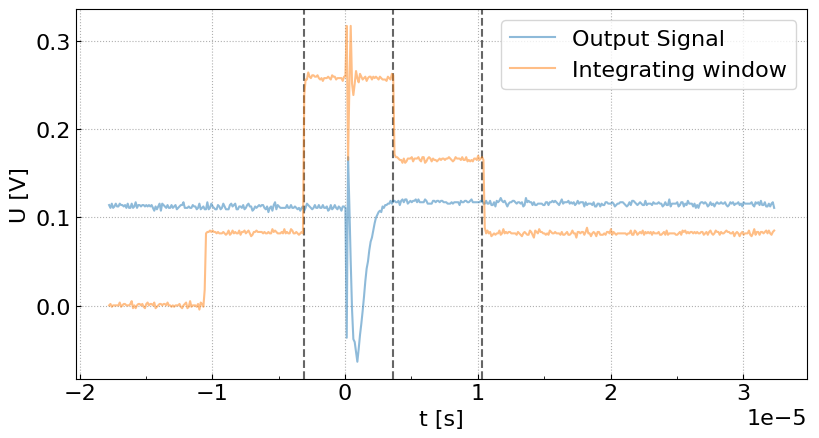 0.3
0.2
0.1
0.0
U [V]
Output Signal
Integrating window
−2
−1
0
1
2
3
t [s]
1e−5